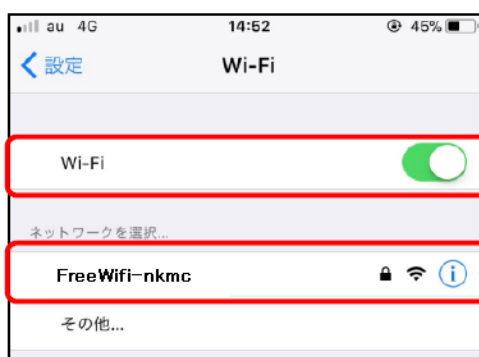 au 4G 14:52 45%
設定 Wi-Fi
Wi-Fi
ネットワークを選択...
FreeWifi-nkmc
その他...